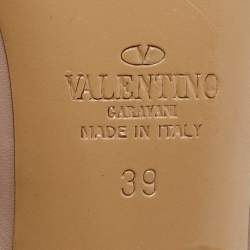 VALENTINO
GARAVANI
MADE IN ITALY
39